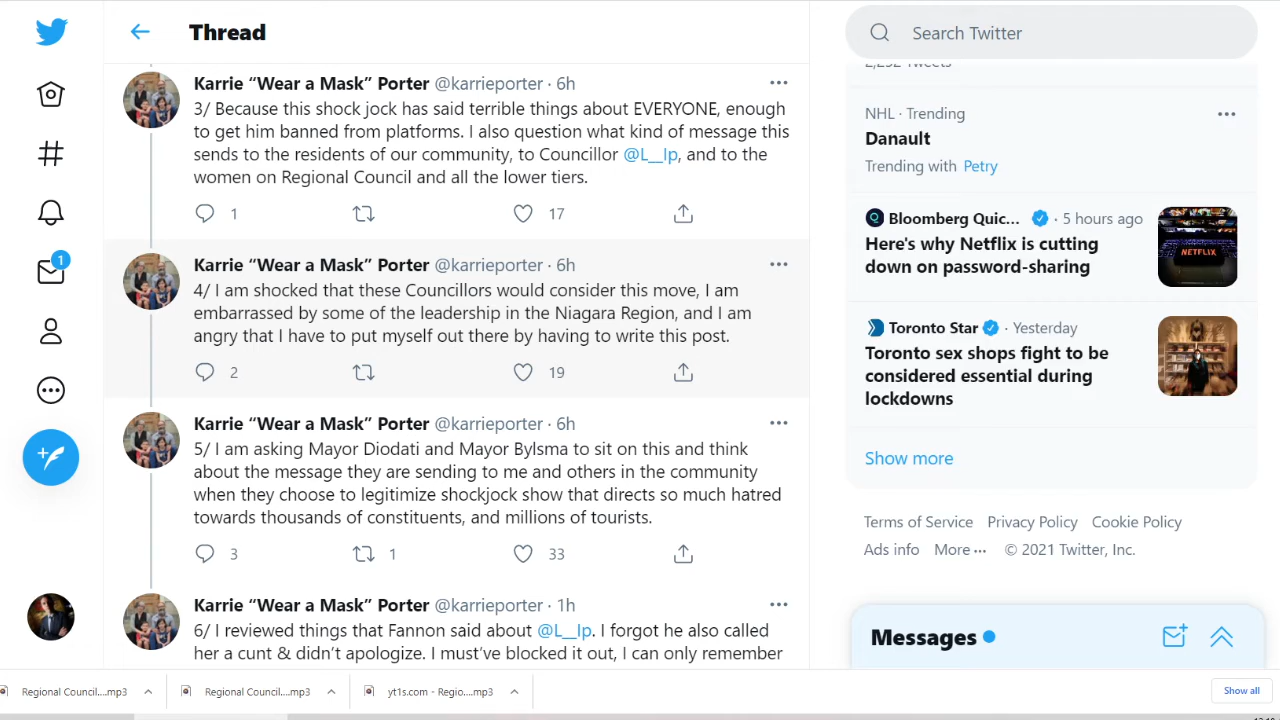 Thread
Karrie “Wear a Mask” Porter @karrieporter · 6h
3/ Because this shock jock has said terrible things about EVERYONE, enough
to get him banned from platforms. I also question what kind of message this
sends to the residents of our community, to Councillor @L__Ip, and to the
women on Regional Council and all the lower tiers.
1 17
Karrie “Wear a Mask” Porter @karrieporter · 6h
4/ I am shocked that these Councillors would consider this move, I am
embarrassed by some of the leadership in the Niagara Region, and I am
angry that I have to put myself out there by having to write this post.
2 19
Karrie “Wear a Mask” Porter @karrieporter · 6h
5/ I am asking Mayor Diodati and Mayor Bylsma to sit on this and think
about the message they are sending to me and others in the community
when they choose to legitimize shockjock show that directs so much hatred
towards thousands of constituents, and millions of tourists.
3 1 33
Karrie “Wear a Mask” Porter @karrieporter · 1h
6/ I reviewed things that Fannon said about @L__Ip. I forgot he also called
her a cunt & didn’t apologize. I must’ve blocked it out, I can only remember
1
Search Twitter
NHL · Trending
Danault
Trending with Petry
Bloomberg Quic... · 5 hours ago
Here's why Netflix is cutting
down on password-sharing
NETFLIX
Toronto Star · Yesterday
Toronto sex shops fight to be
considered essential during
lockdowns
Show more
Terms of Service Privacy Policy Cookie Policy
Ads info More ··· © 2021 Twitter, Inc.
Messages
Regional Council....mp3
Regional Council....mp3
yt1s.com - Regio....mp3
Show all